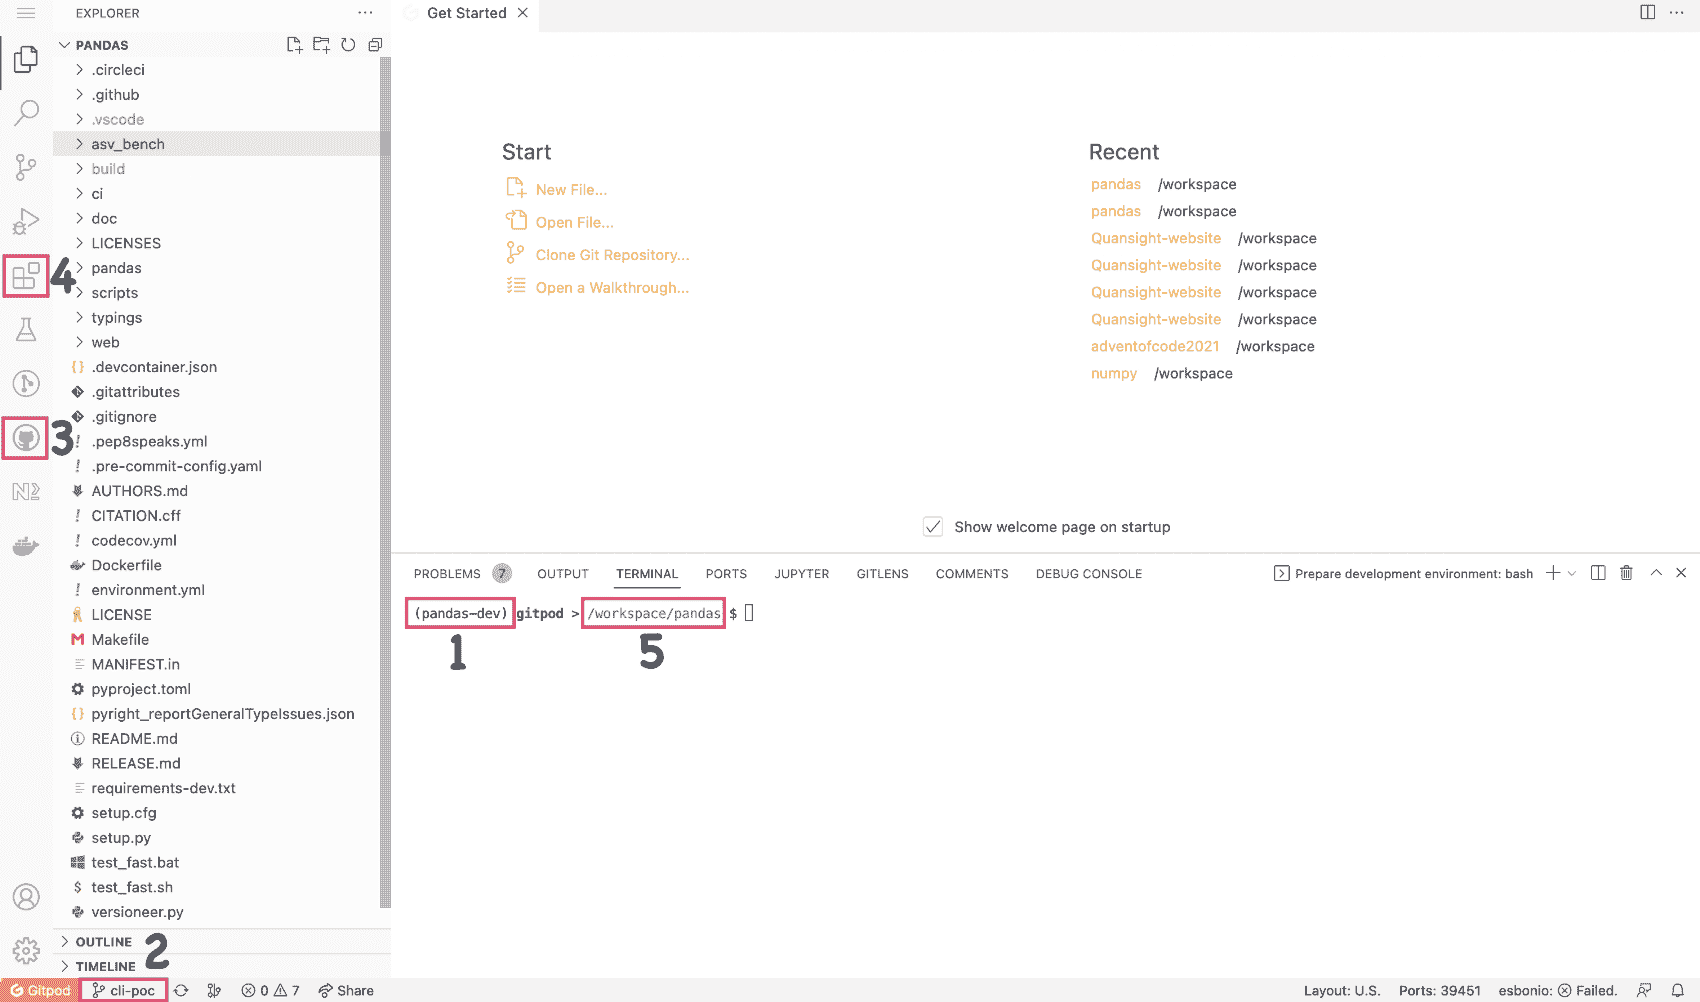 EXPLORER
Get Started
PANDAS
.circleci
.github
.vscode
asv_bench
build
ci
doc
LICENSES
4
pandas
scripts
typings
web
{} .devcontainer.json
.gitattributes
.gitignore
3
! .pep8speaks.yml
! .pre-commit-config.yaml
AUTHORS.md
! CITATION.cff
! codecov.yml
Dockerfile
! environment.yml
LICENSE
M Makefile
MANIFEST.in
pyproject.toml
{} pyright_reportGeneralTypeIssues.json
README.md
RELEASE.md
requirements-dev.txt
setup.cfg
setup.py
test_fast.bat
$ test_fast.sh
versioneer.py
OUTLINE
2
TIMELINE
Start
New File...
Open File...
Clone Git Repository...
Open a Walkthrough...
Recent
pandas /workspace
pandas /workspace
Quansight-website /workspace
Quansight-website /workspace
Quansight-website /workspace
Quansight-website /workspace
adventofcode2021 /workspace
numpy /workspace
Show welcome page on startup
PROBLEMS 7 OUTPUT TERMINAL PORTS JUPYTER GITLENS COMMENTS DEBUG CONSOLE Prepare development environment: bash
(pandas-dev) gitpod > /workspace/pandas $
1 5
Gitpod cli-poc 0 7 Share Layout: U.S. Ports: 39451 esbonio: Failed.